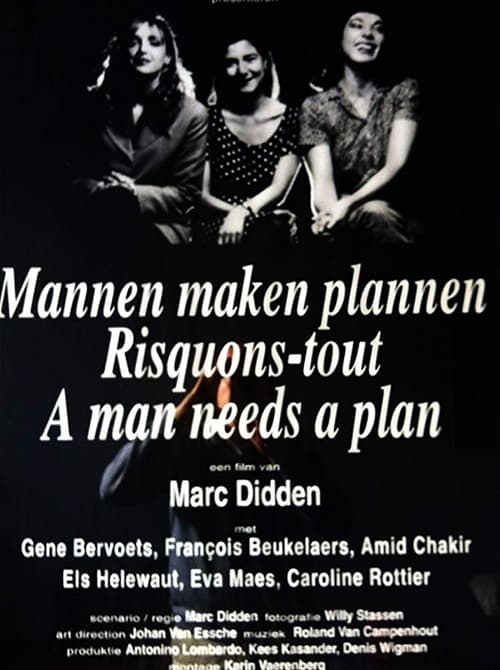 presenteren
Mannen maken plannen
Risquons-tout
A man needs a plan
een film van
Marc Didden
met
Gene Bervoets, François Beukelaers, Amid Chakir
Els Helewaut, Eva Maes, Caroline Rottier
scenario / regie Marc Didden fotografie Willy Stassen
art direction Johan Van Essche muziek Roland Van Campenhout
produktie Antonino Lombardo, Kees Kasander, Denis Wigman
montage Karin Vaerenberg